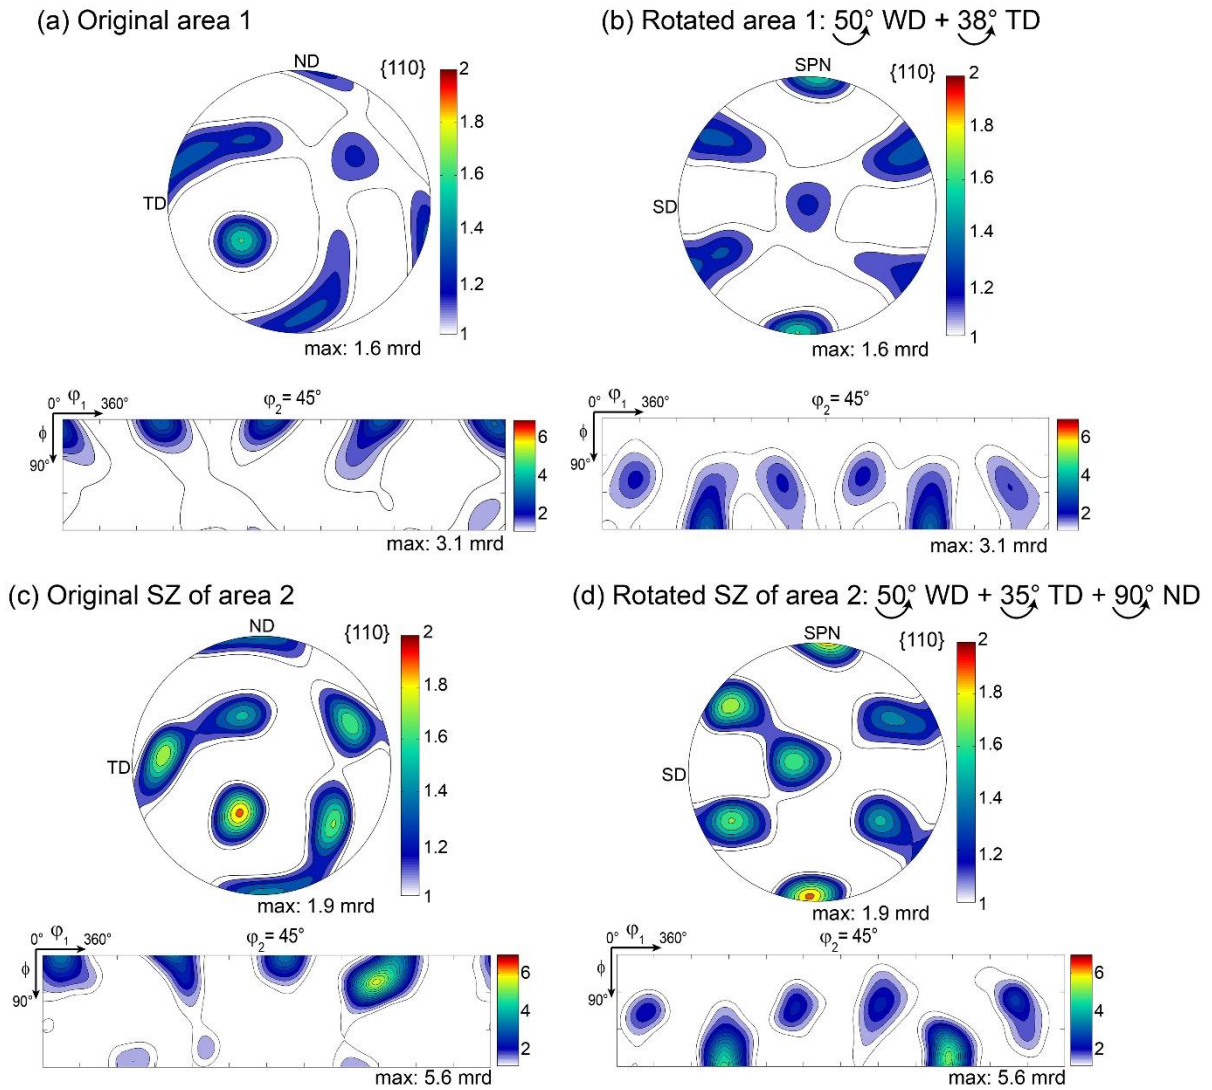 (a) Original area 1
ND
{110}
2
1.8
1.6
1.4
1.2
1
TD
max: 1.6 mrd
0° φ1 360°
φ2= 45°
ϕ
90°
6
4
2
max: 3.1 mrd
(b) Rotated area 1: 50° WD + 38° TD
SPN
{110}
2
1.8
1.6
1.4
1.2
1
SD
max: 1.6 mrd
0° φ1 360°
φ2= 45°
ϕ
90°
6
4
2
max: 3.1 mrd
(c) Original SZ of area 2
ND
{110}
2
1.8
1.6
1.4
1.2
1
TD
max: 1.9 mrd
0° φ1 360°
φ2= 45°
ϕ
90°
6
4
2
max: 5.6 mrd
(d) Rotated SZ of area 2: 50° WD + 35° TD + 90° ND
SPN
{110}
2
1.8
1.6
1.4
1.2
1
SD
max: 1.9 mrd
0° φ1 360°
φ2= 45°
ϕ
90°
6
4
2
max: 5.6 mrd